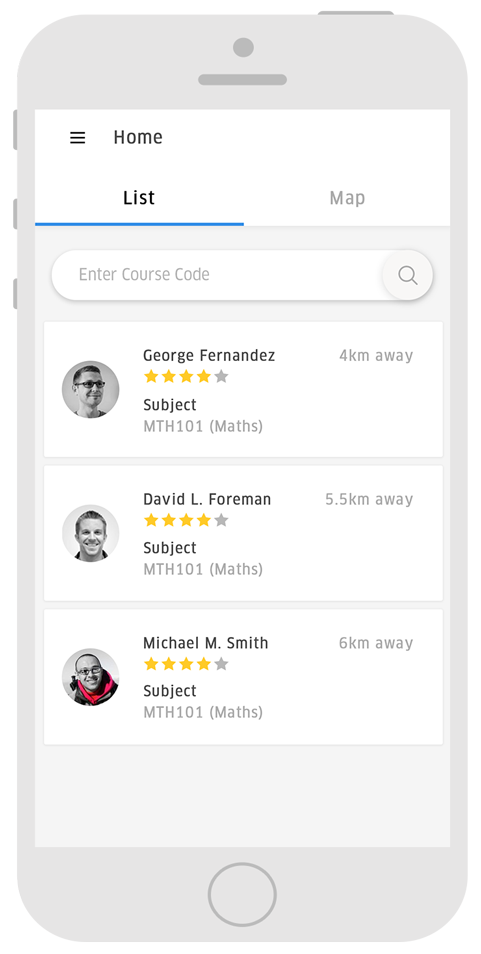 Home
List Map
Enter Course Code
George Fernandez 4km away
Subject
MTH101 (Maths)
David L. Foreman 5.5km away
Subject
MTH101 (Maths)
Michael M. Smith 6km away
Subject
MTH101 (Maths)